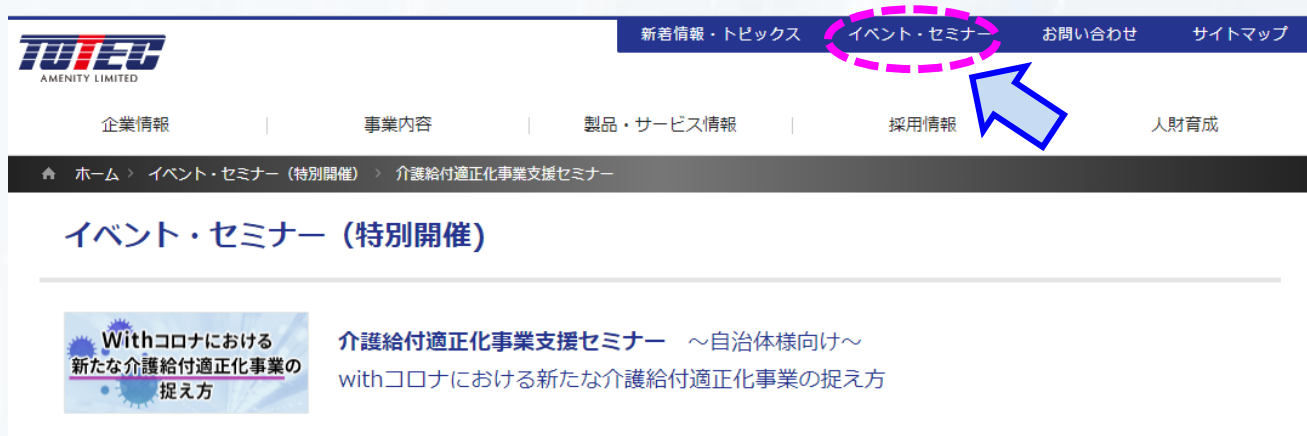 新着情報・トピックス イベント・セミナー お問い合わせ サイトマップ
TOTEC
AMENITY LIMITED
企業情報 事業内容 製品・サービス情報 採用情報 人財育成
ホーム > イベント・セミナー（特別開催） > 介護給付適正化事業支援セミナー
イベント・セミナー（特別開催)
Withコロナにおける
新たな介護給付適正化事業の
捉え方
介護給付適正化事業支援セミナー ～自治体様向け～
withコロナにおける新たな介護給付適正化事業の捉え方